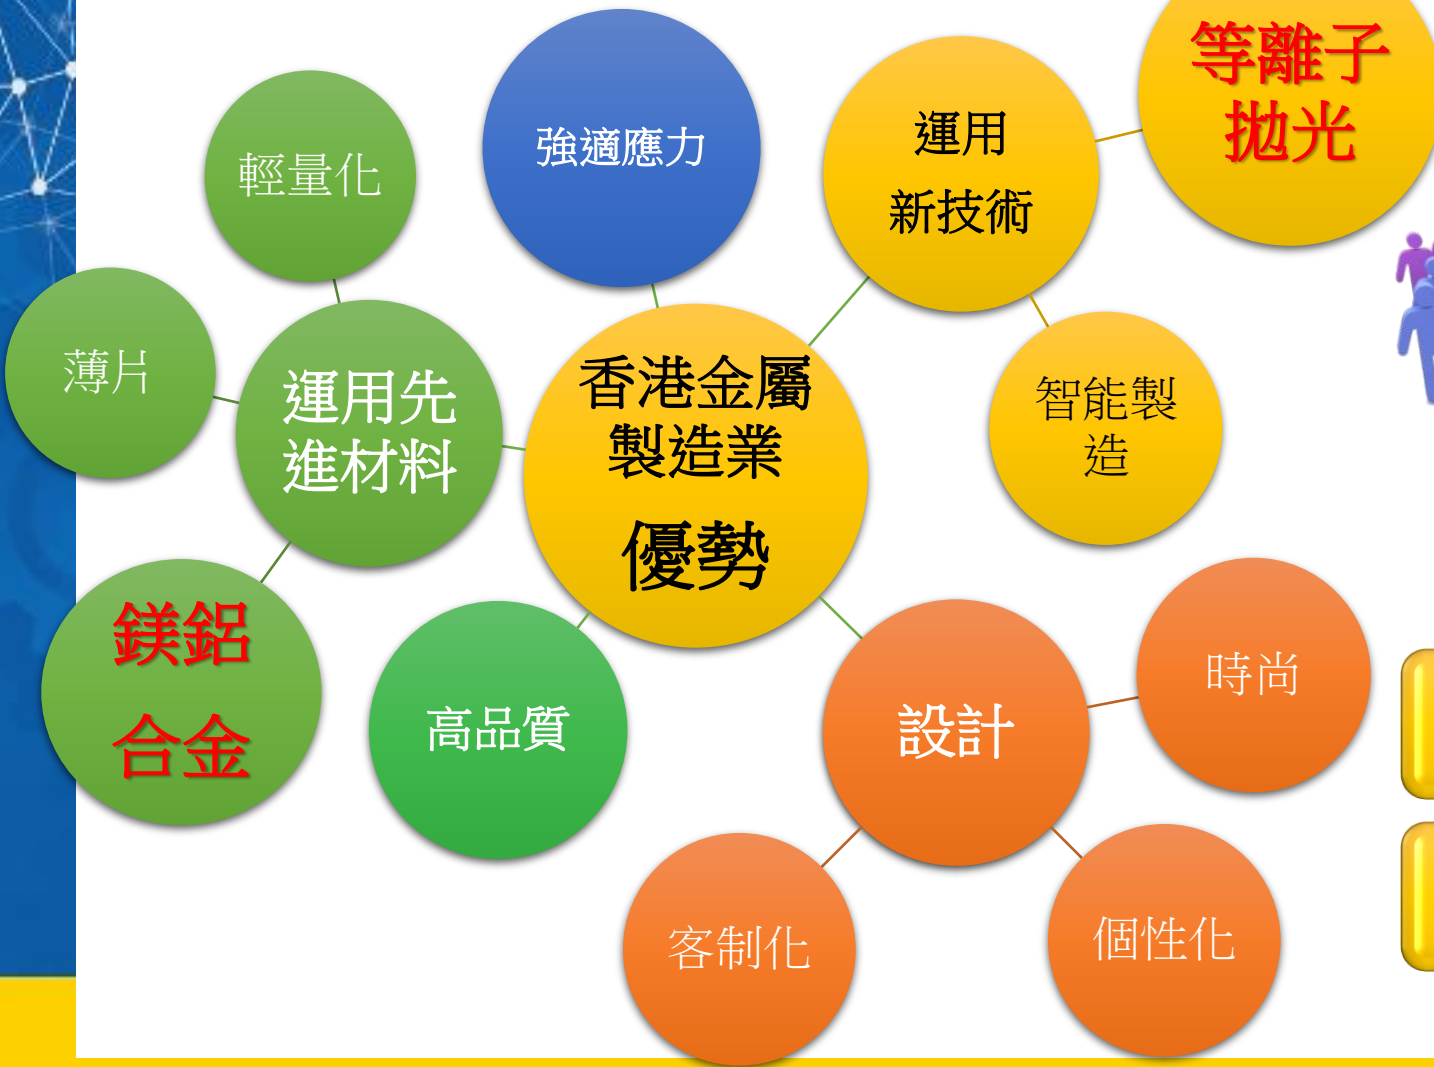 等離子
拋光
運用
新技術
強適應力
輕量化
薄片
運用先
進材料
香港金屬
製造業
優勢
智能製
造
鎂鋁
合金
高品質
設計
時尚
客制化
個性化